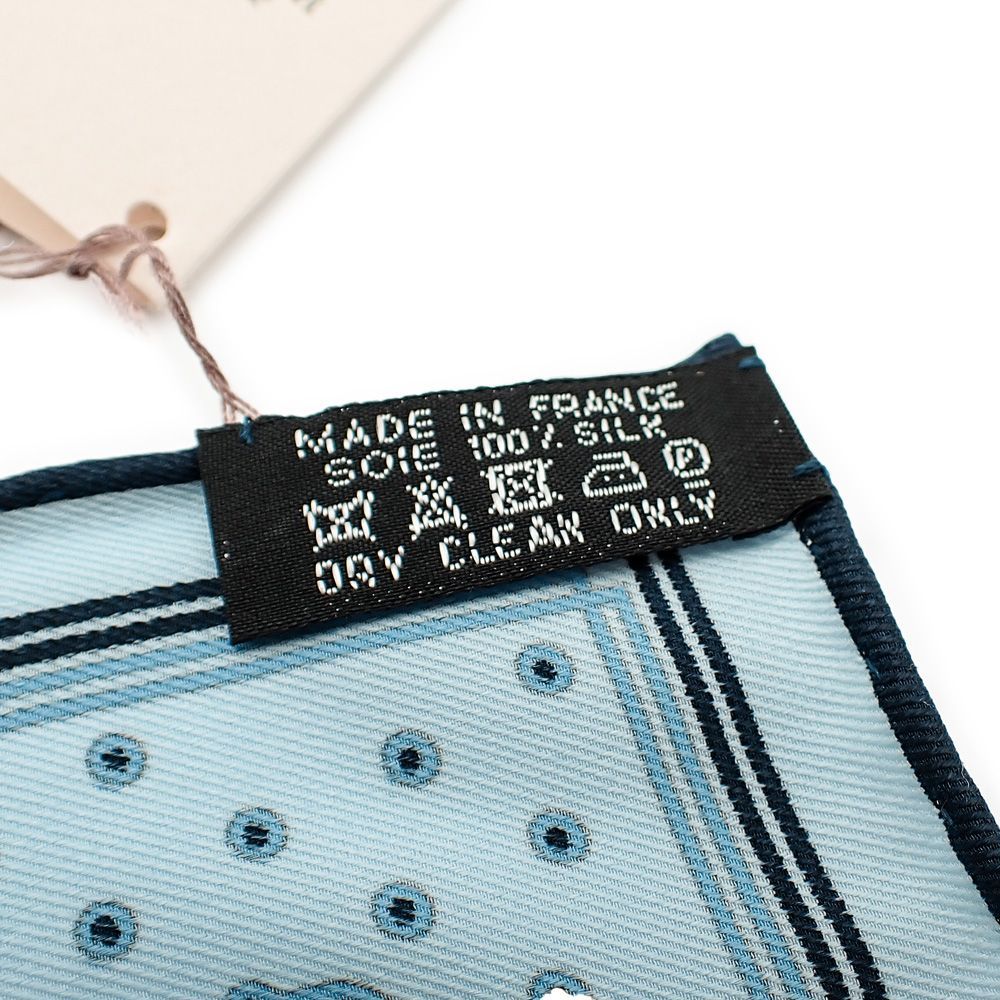 MADE IN FRANCE
SOIE 100% SILK
P
DRY CLEAN ONLY